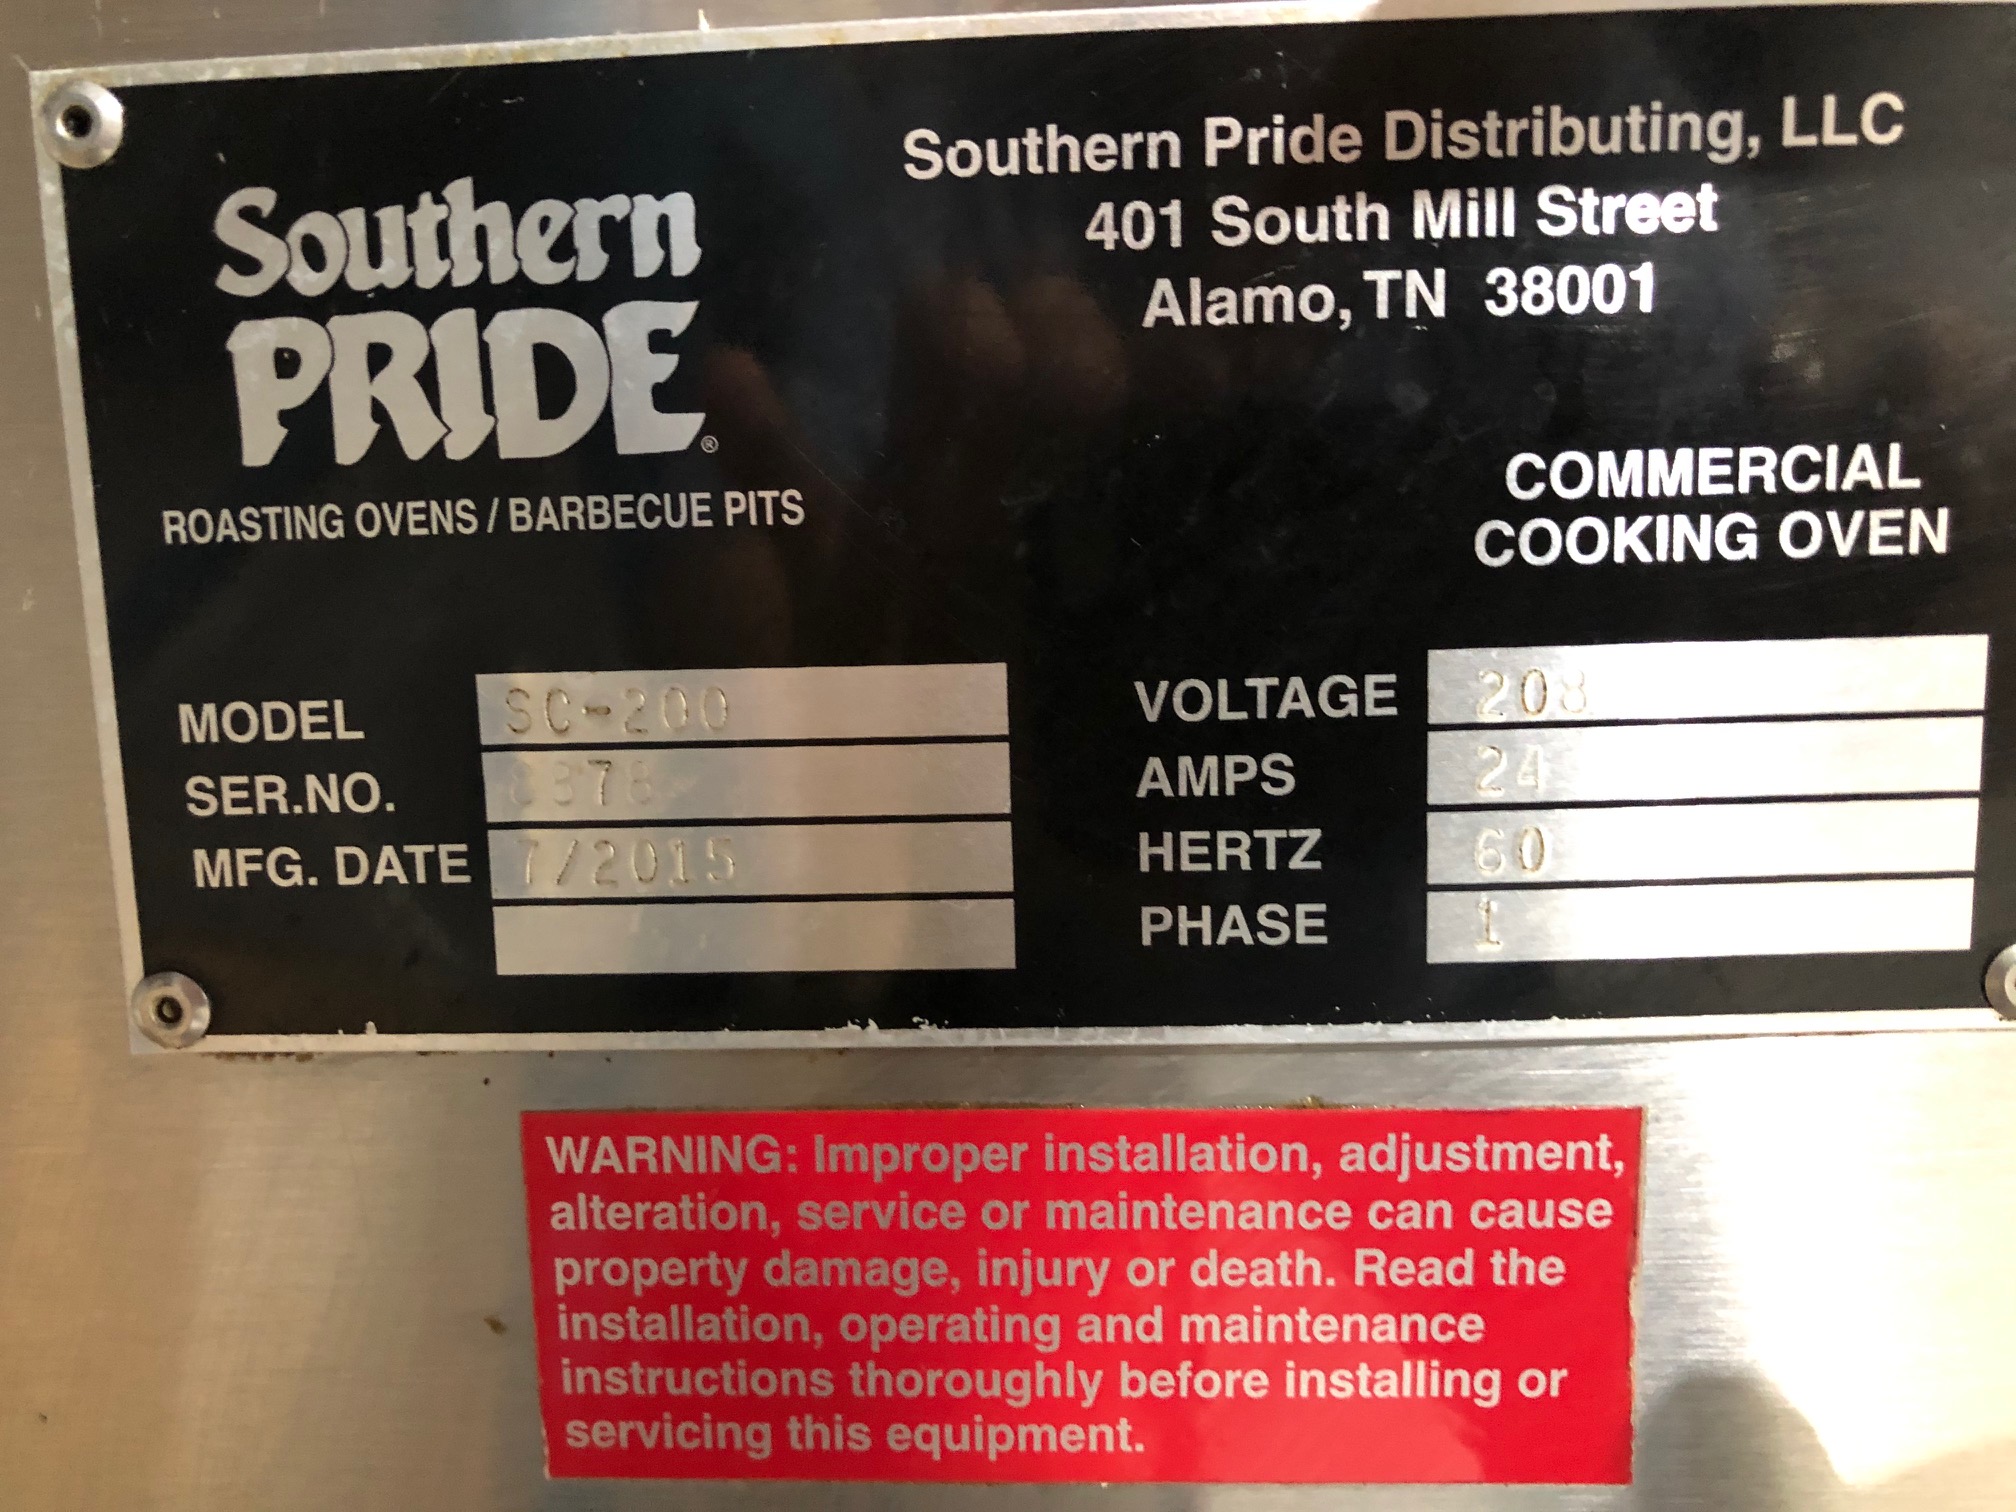 Southern
PRIDE®
ROASTING OVENS / BARBECUE PITS
Southern Pride Distributing, LLC
401 South Mill Street
Alamo, TN 38001
COMMERCIAL
COOKING OVEN
MODEL SC-200
SER.NO.
MFG. DATE 7/2015
VOLTAGE 208
AMPS 24
HERTZ 60
PHASE 1
WARNING: Improper installation, adjustment,
alteration, service or maintenance can cause
property damage, injury or death. Read the
installation, operating and maintenance
instructions thoroughly before installing or
servicing this equipment.